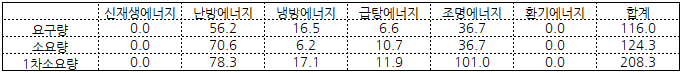 신재생에너지 난방에너지 냉방에너지 급탕에너지 조명에너지 환기에너지 합계
요구량 0.0 56.2 16.5 6.6 36.7 0.0 116.0
소요량 0.0 70.6 6.2 10.7 36.7 0.0 124.3
1차소요량 0.0 78.3 17.1 11.9 101.0 0.0 208.3